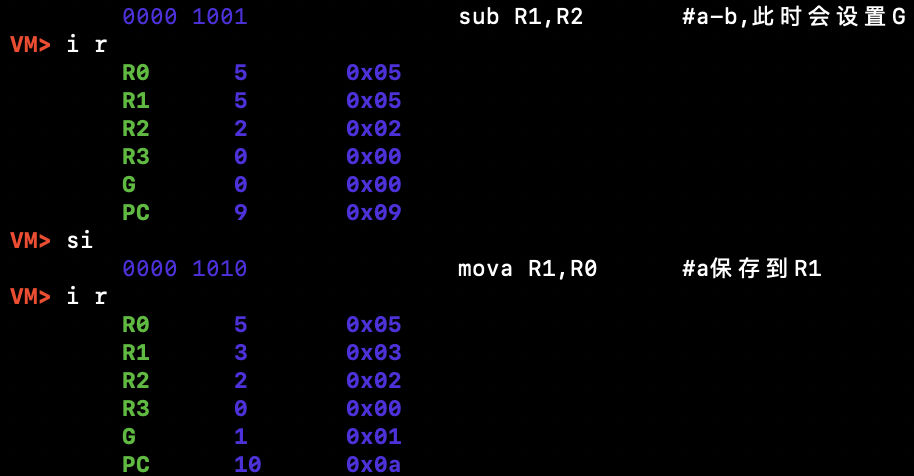 0000 1001 sub R1,R2 #a-b,此时会设置G
VM> i r
R0 5 0x05
R1 5 0x05
R2 2 0x02
R3 0 0x00
G 0 0x00
PC 9 0x09
VM> si
0000 1010 mova R1,R0 #a保存到R1
VM> i r
R0 5 0x05
R1 3 0x03
R2 2 0x02
R3 0 0x00
G 1 0x01
PC 10 0x0a